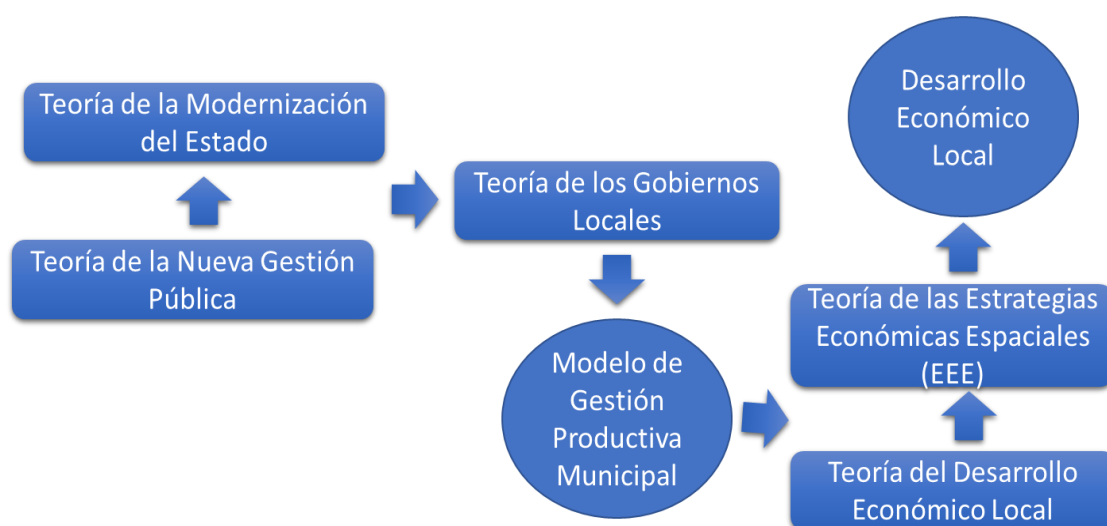 Teoría de la Modernización
del Estado
Teoría de la Nueva Gestión
Pública
Teoría de los Gobiernos
Locales
Modelo de
Gestión
Productiva
Municipal
Desarrollo
Económico
Local
Teoría de las Estrategias
Económicas Espaciales
(EEE)
Teoría del Desarrollo
Económico Local